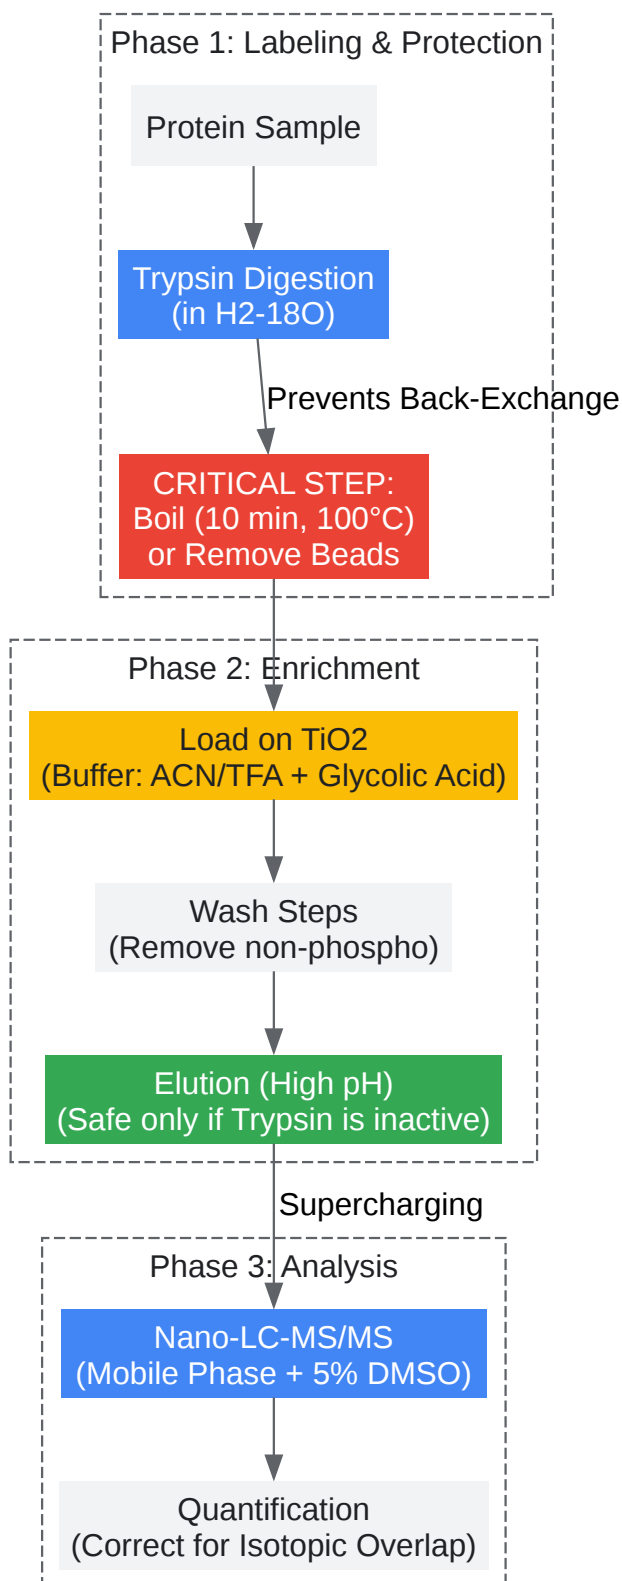 Phase 1: Labeling & Protection
Protein Sample
Trypsin Digestion
(in H2-18O)
Prevents Back-Exchange
CRITICAL STEP:
Boil (10 min, 100°C)
or Remove Beads
Phase 2: Enrichment
Load on TiO2
(Buffer: ACN/TFA + Glycolic Acid)
Wash Steps
(Remove non-phospho)
Elution (High pH)
(Safe only if Trypsin is inactive)
Supercharging
Phase 3: Analysis
Nano-LC-MS/MS
(Mobile Phase + 5% DMSO)
Quantification
(Correct for Isotopic Overlap)